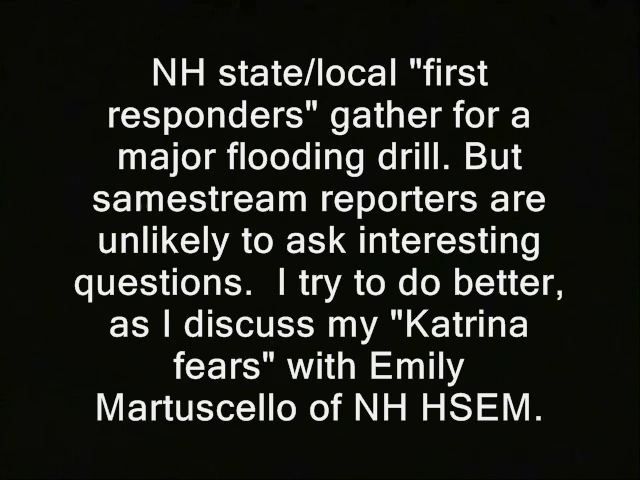 NH state/local "first
responders" gather for a
major flooding drill. But
samestream reporters are
unlikely to ask interesting
questions.  I try to do better,
as I discuss my "Katrina
fears" with Emily
Martuscello of NH HSEM.